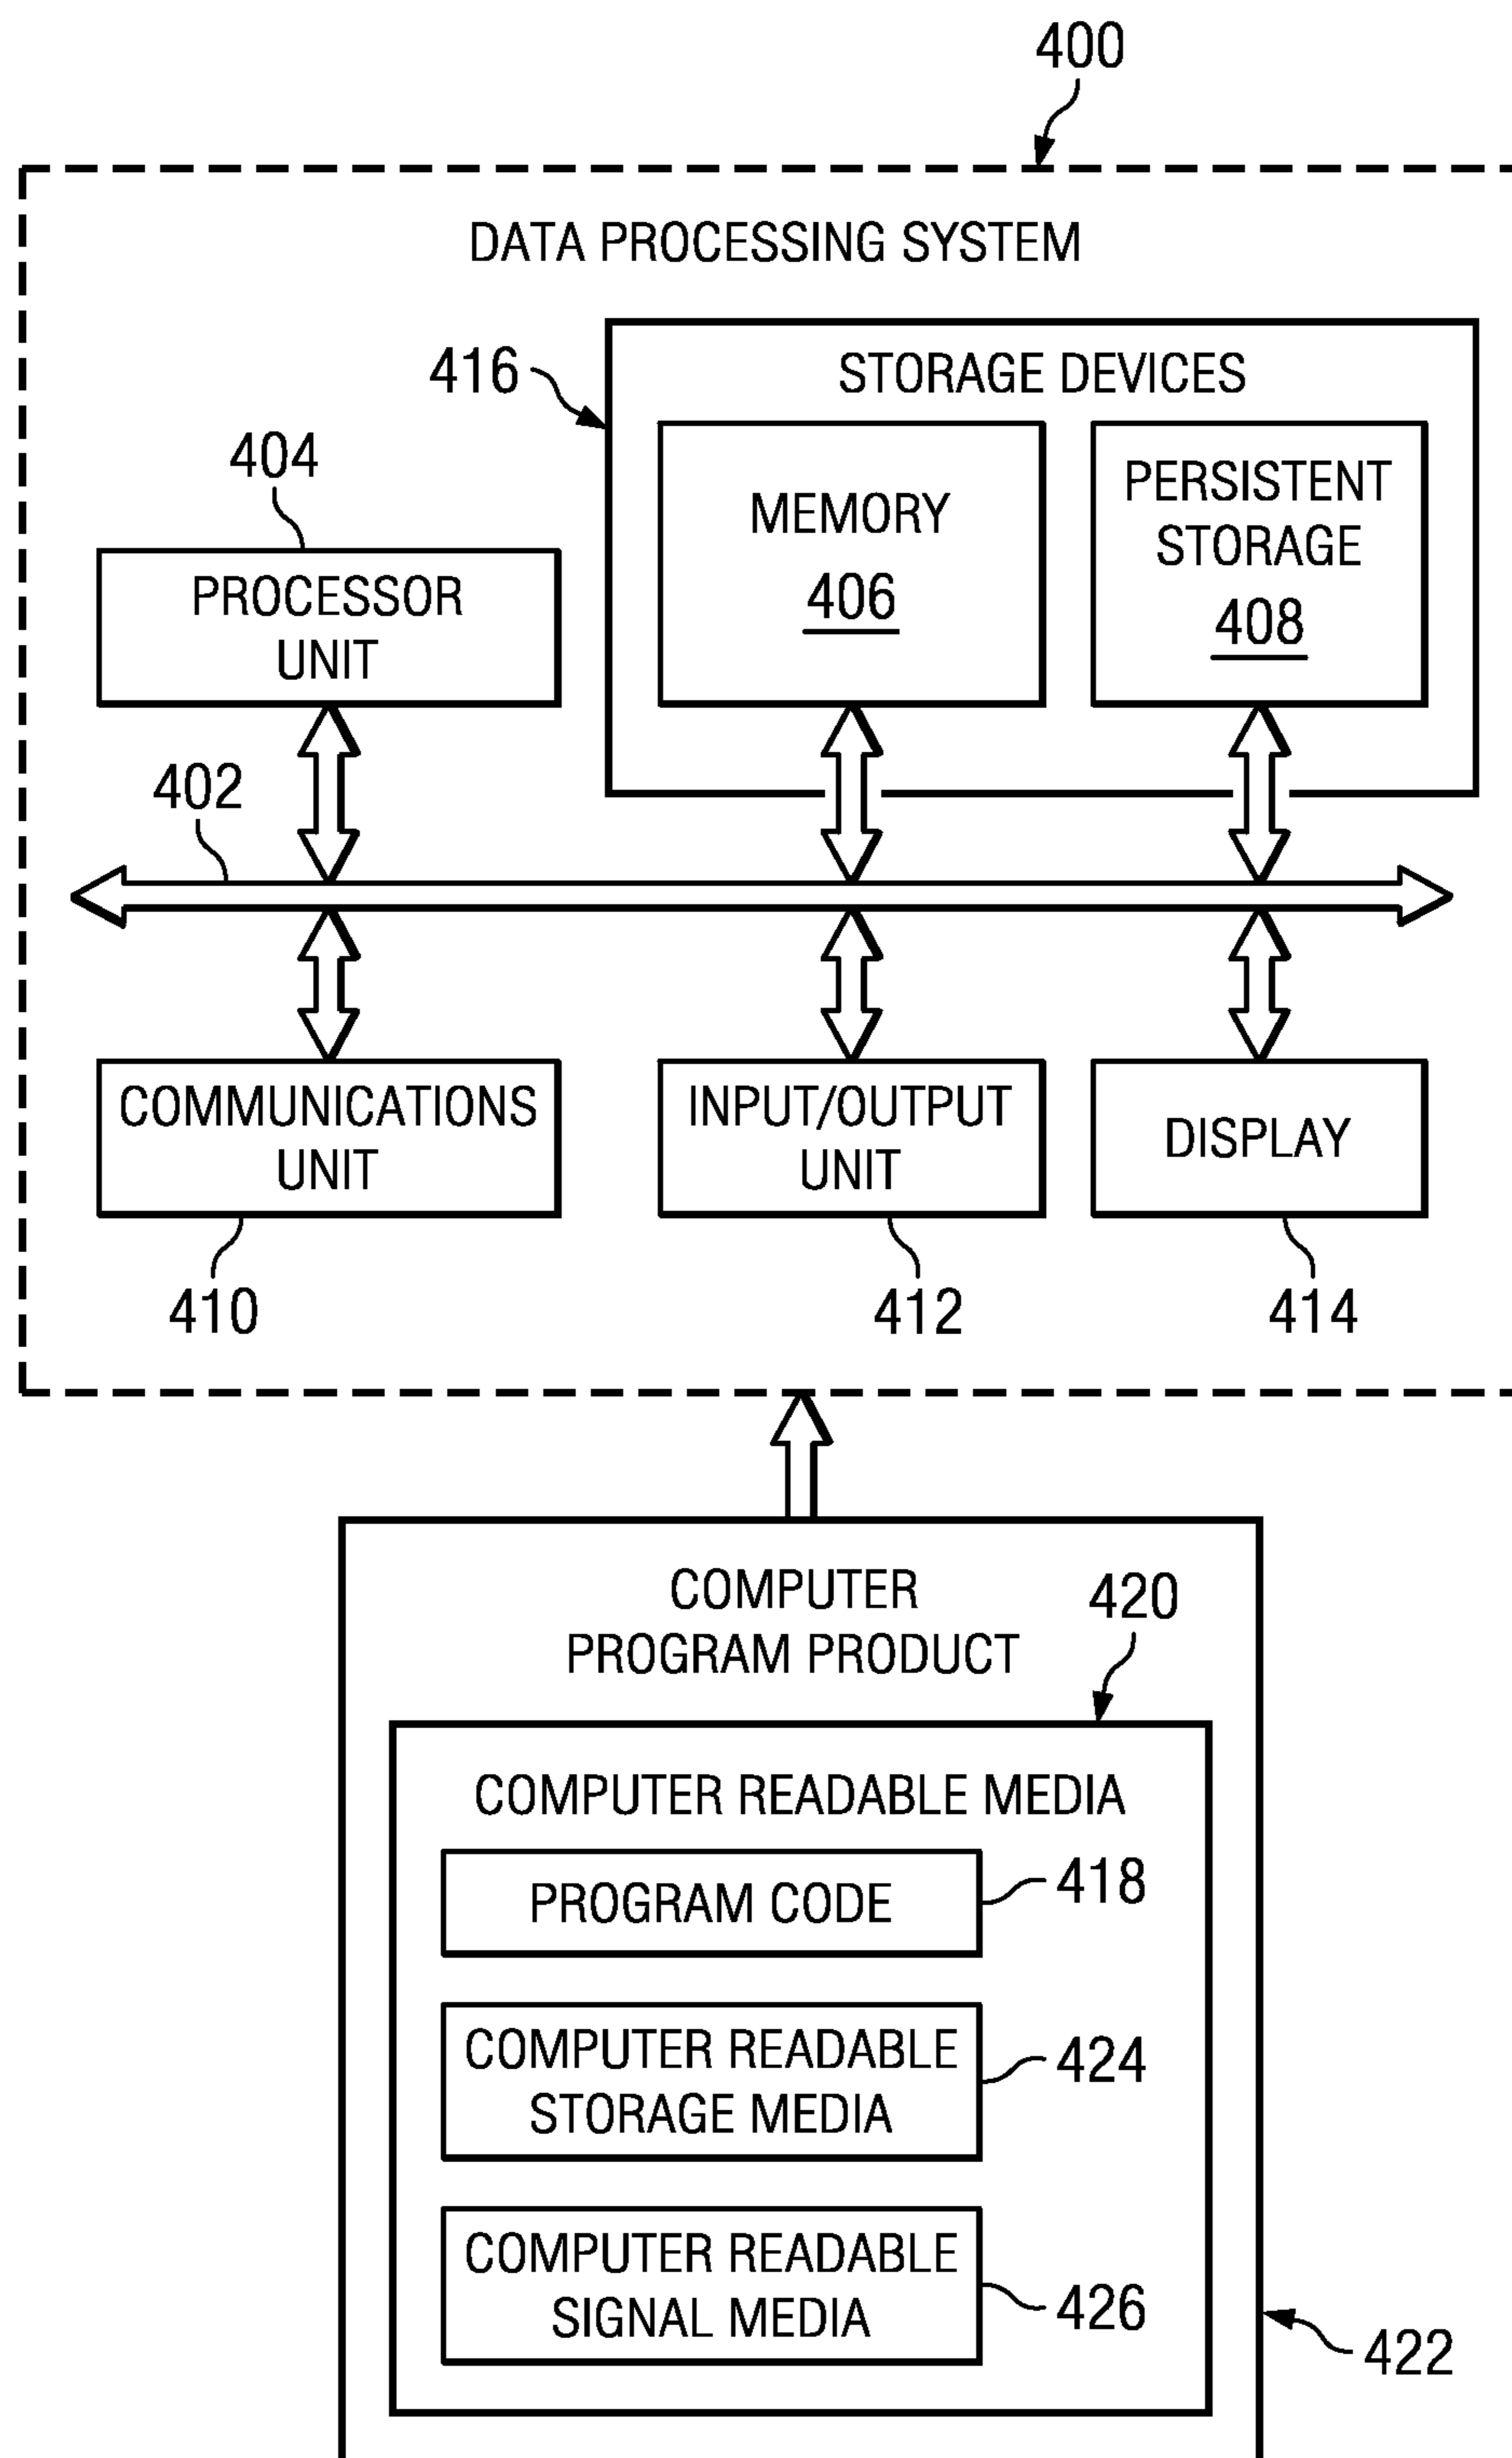 400
DATA PROCESSING SYSTEM
416
STORAGE DEVICES
404
MEMORY
406
PERSISTENT
STORAGE
408
PROCESSOR
UNIT
402
COMMUNICATIONS
UNIT
INPUT/OUTPUT
UNIT
DISPLAY
410
412
414
COMPUTER
PROGRAM PRODUCT
420
COMPUTER READABLE MEDIA
PROGRAM CODE
418
COMPUTER READABLE
STORAGE MEDIA
424
COMPUTER READABLE
SIGNAL MEDIA
426
422